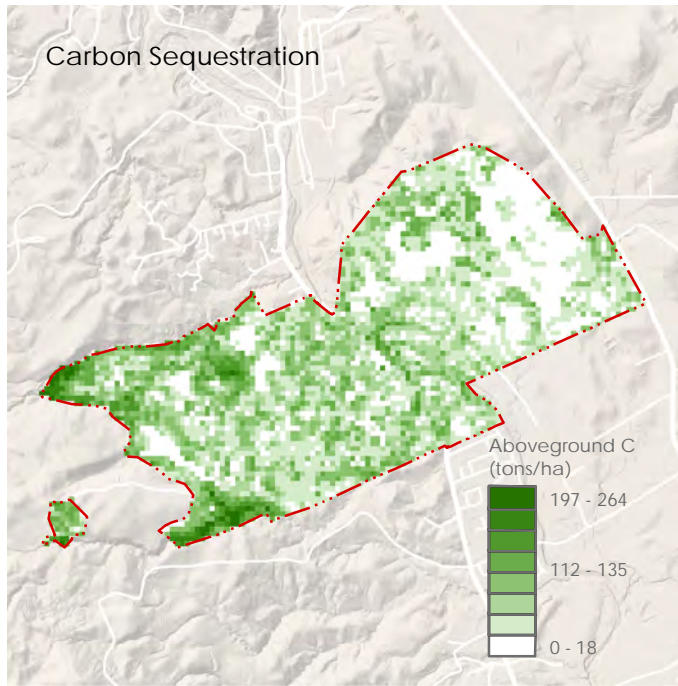 Carbon Sequestration
Aboveground C
(tons/ha)
197 - 264
112 - 135
0 - 18